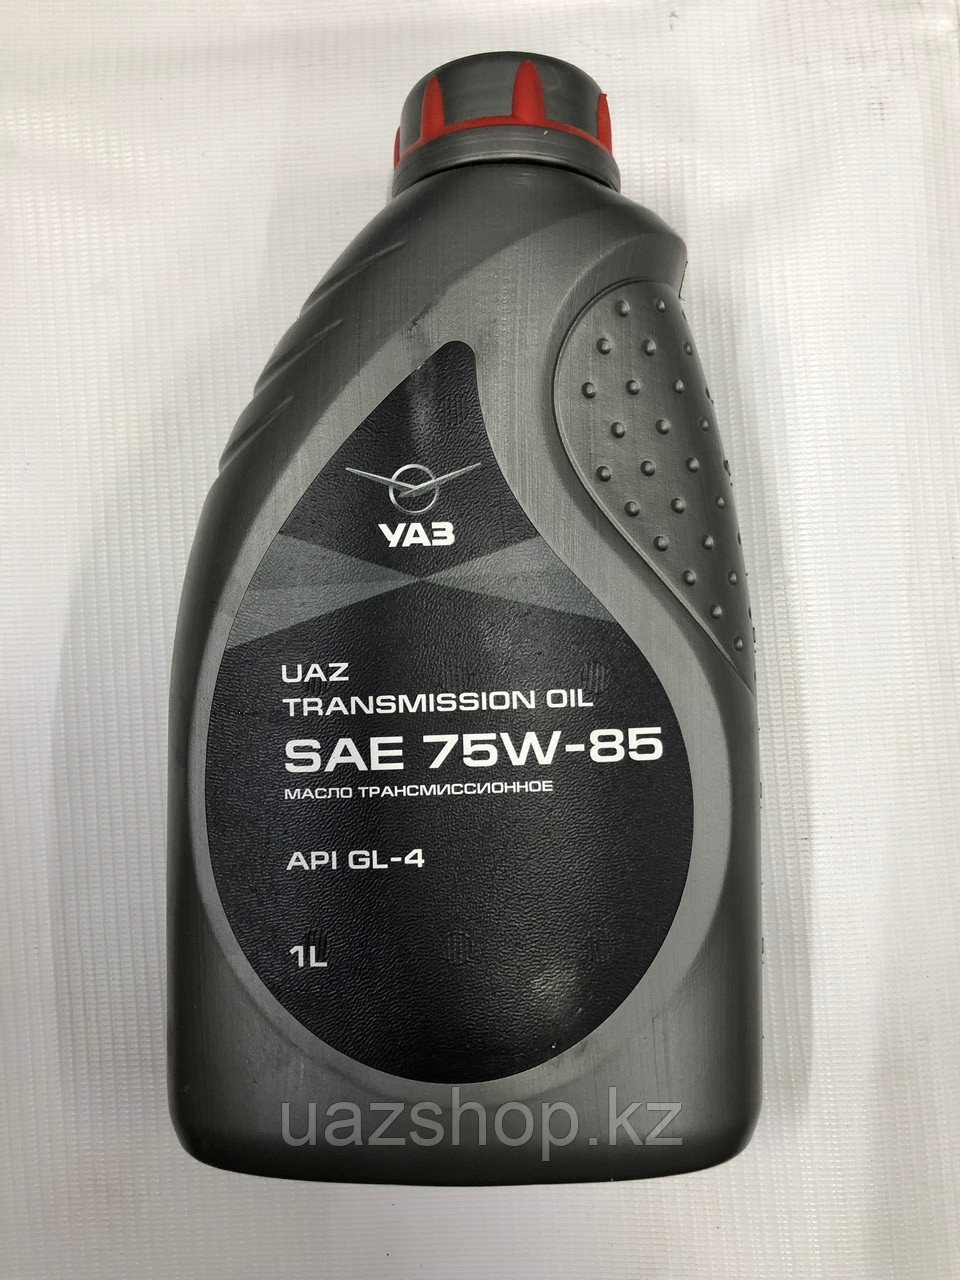 УАЗ
UAZ
TRANSMISSION OIL
SAE 75W-85
МАСЛО ТРАНСМИССИОННОЕ
API GL-4
1L
uazshop.kz